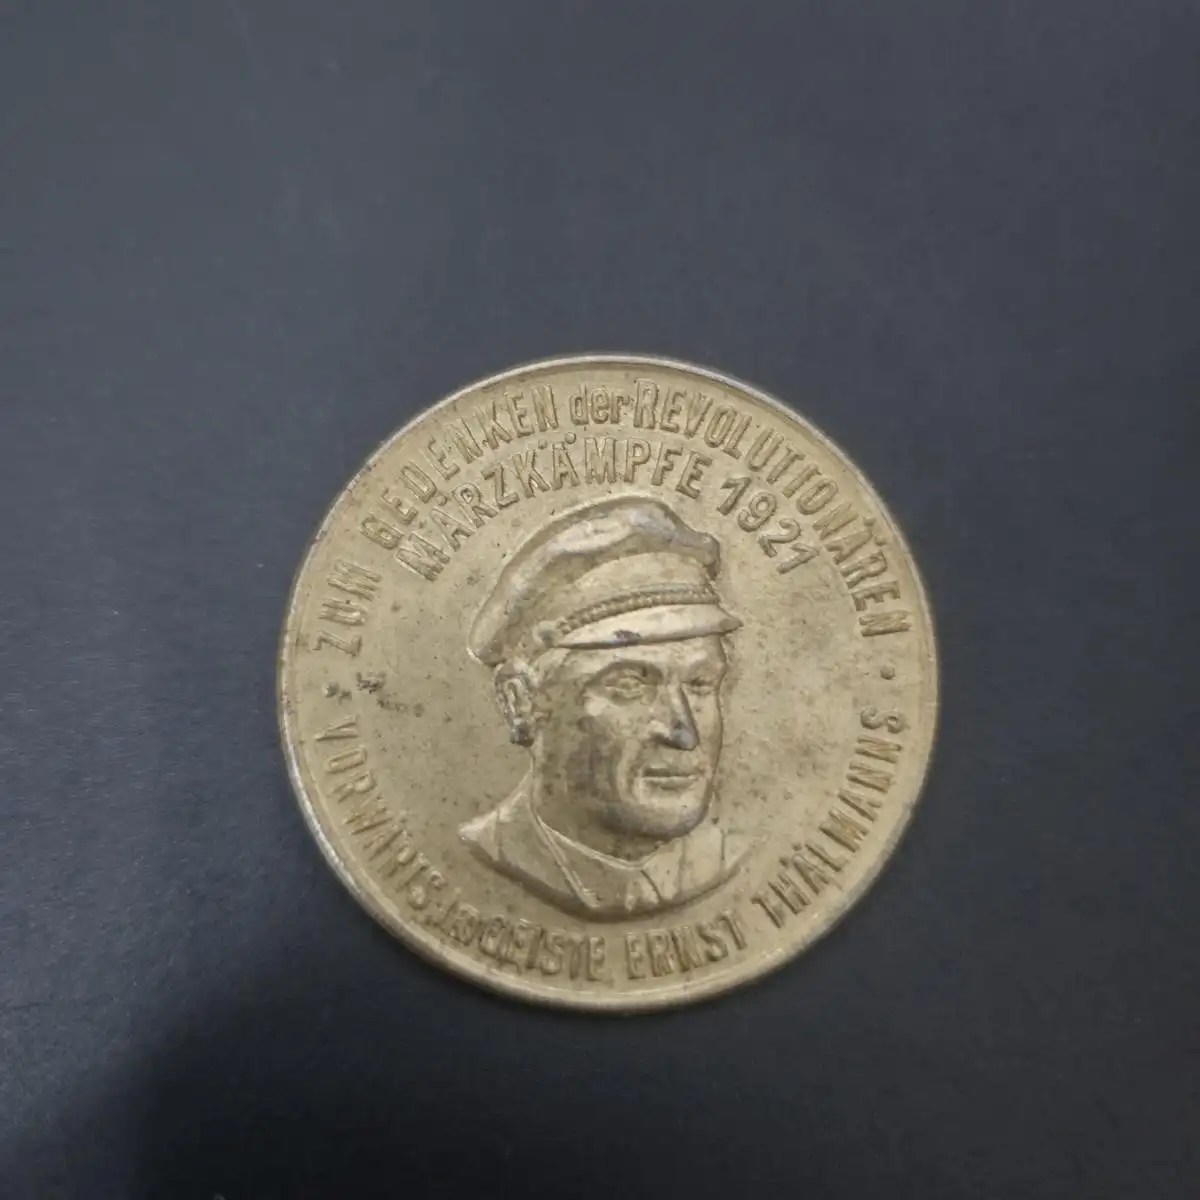 ZUM GEDENKEN der REVOLUTIONÄREN
MÄRZKÄMPFE 1921
VORWÄRTS IM GEISTE ERNST THÄLMANNS